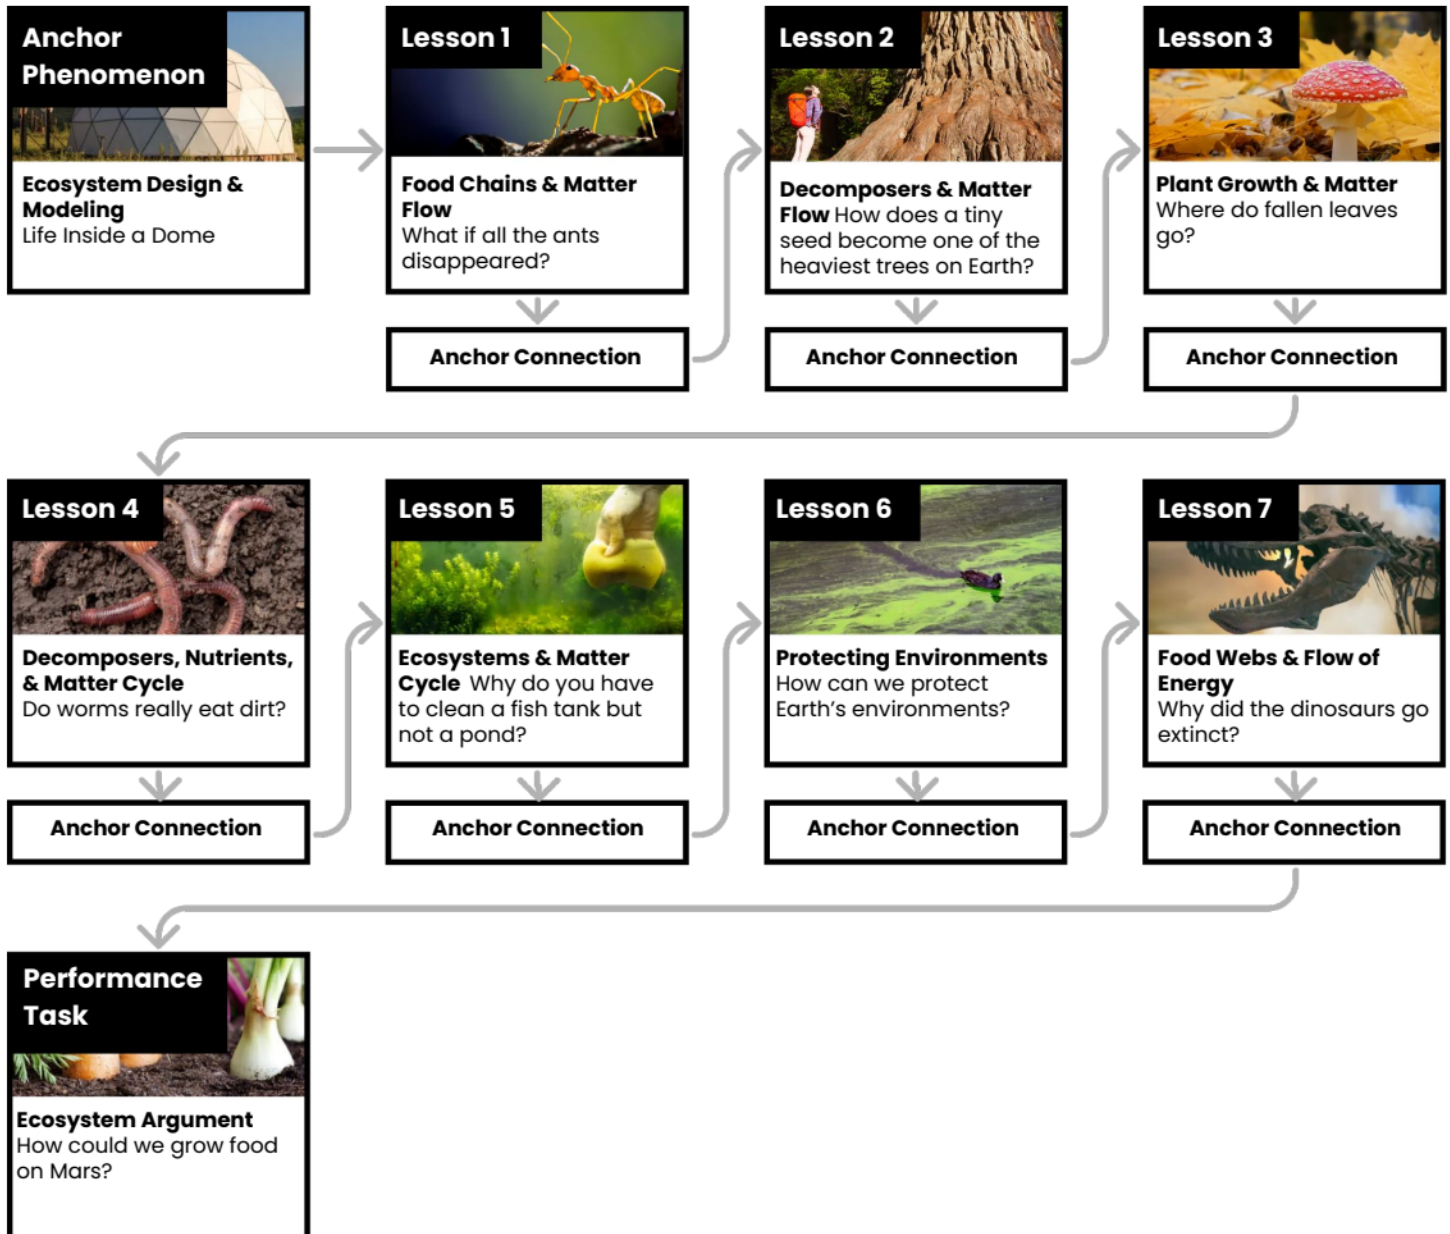 Anchor
Phenomenon
Ecosystem Design &
Modeling
Life Inside a Dome
Lesson 1
Food Chains & Matter
Flow
What if all the ants
disappeared?
Anchor Connection
Lesson 2
Decomposers & Matter
Flow How does a tiny
seed become one of the
heaviest trees on Earth?
Anchor Connection
Lesson 3
Plant Growth & Matter
Where do fallen leaves
go?
Anchor Connection
Lesson 4
Decomposers, Nutrients,
& Matter Cycle
Do worms really eat dirt?
Anchor Connection
Lesson 5
Ecosystems & Matter
Cycle Why do you have
to clean a fish tank but
not a pond?
Anchor Connection
Lesson 6
Protecting Environments
How can we protect
Earth's environments?
Anchor Connection
Lesson 7
Food Webs & Flow of
Energy
Why did the dinosaurs go
extinct?
Anchor Connection
Performance
Task
Ecosystem Argument
How could we grow food
on Mars?